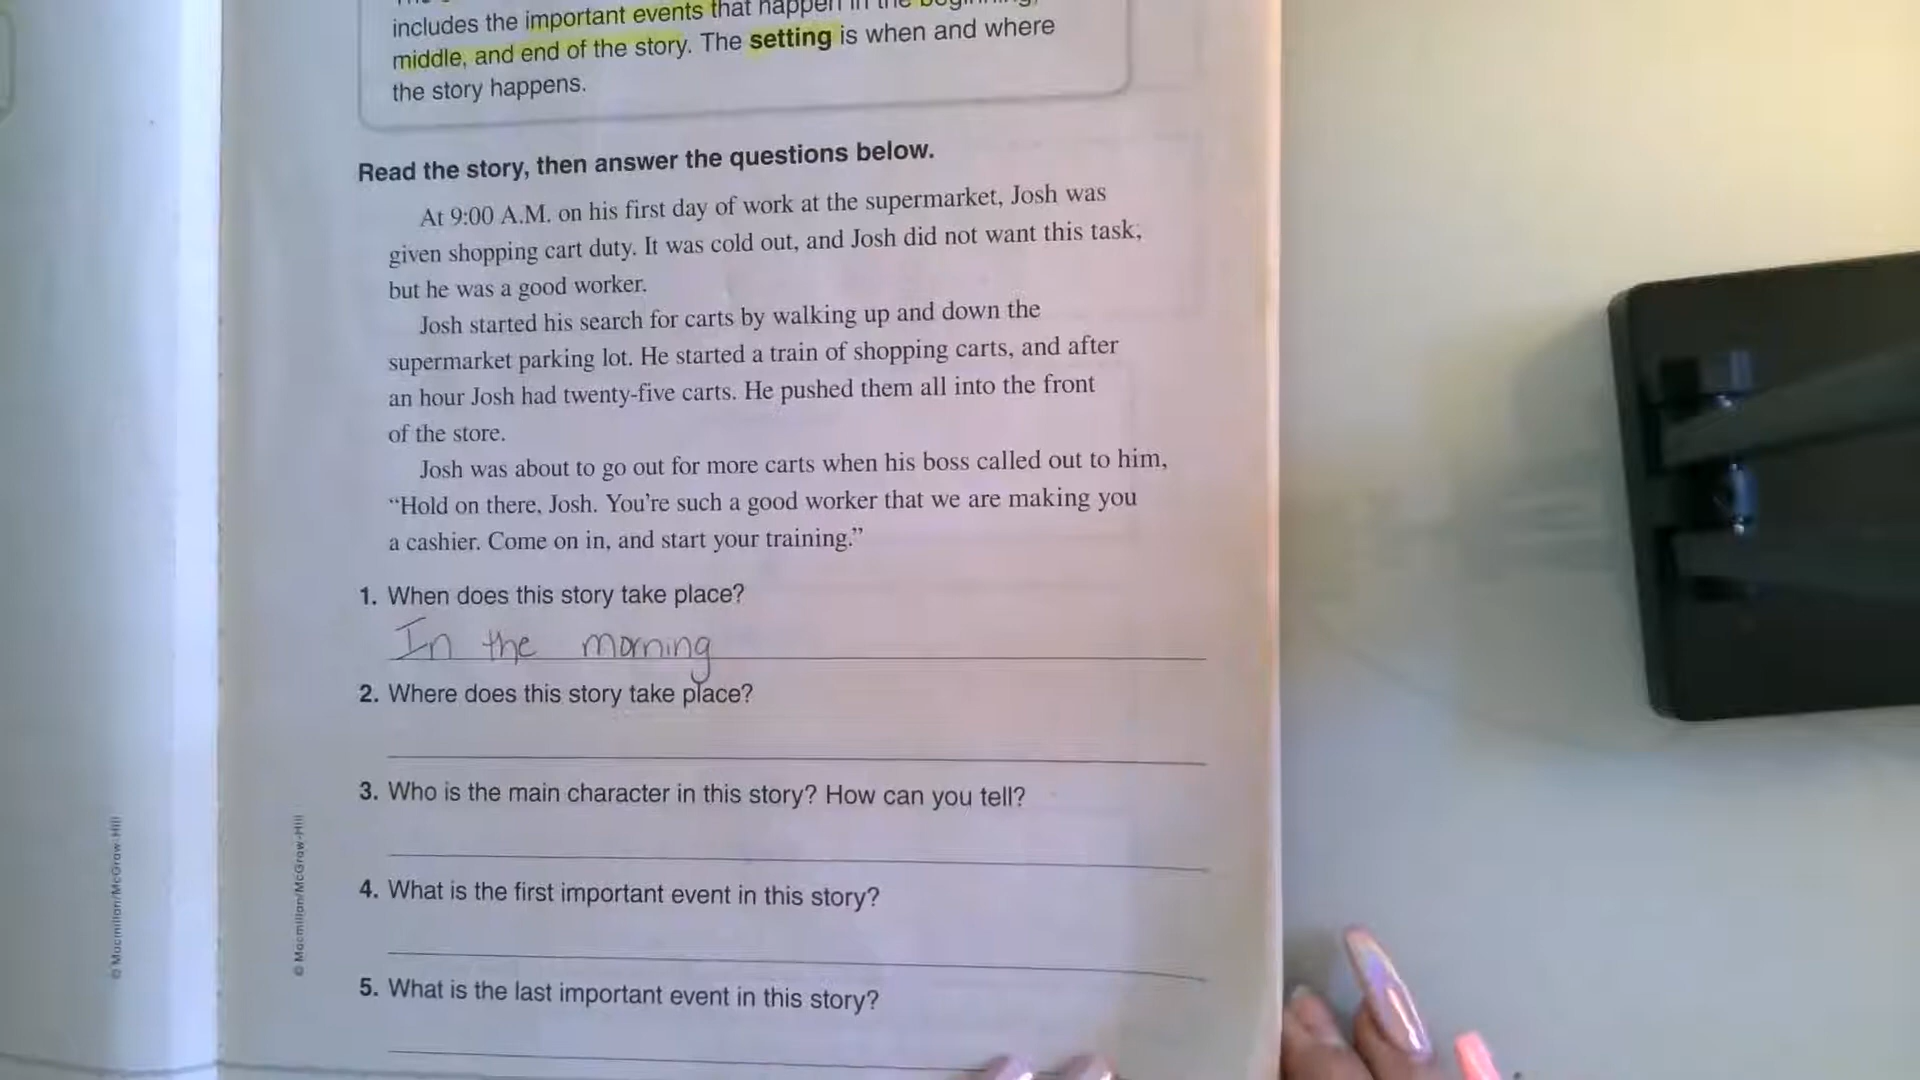 includes the important events that happen in the beginning,
middle, and end of the story. The setting is when and where
the story happens.
Read the story, then answer the questions below.
At 9:00 A.M. on his first day of work at the supermarket, Josh was
given shopping cart duty. It was cold out, and Josh did not want this task,
but he was a good worker.
Josh started his search for carts by walking up and down the
supermarket parking lot. He started a train of shopping carts, and after
an hour Josh had twenty-five carts. He pushed them all into the front
of the store.
Josh was about to go out for more carts when his boss called out to him,
“Hold on there, Josh. You’re such a good worker that we are making you
a cashier. Come on in, and start your training.”
1. When does this story take place?
In the morning
2. Where does this story take place?
3. Who is the main character in this story? How can you tell?
4. What is the first important event in this story?
5. What is the last important event in this story?
© Macmillan/McGraw-Hill
© Macmillan/McGraw-Hill